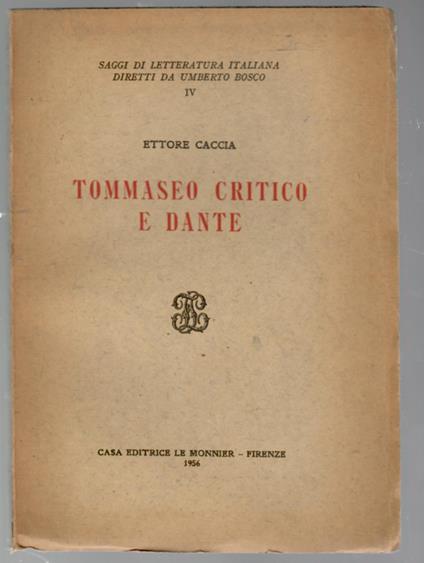 SAGGI DI LETTERATURA ITALIANA
DIRETTI DA UMBERTO BOSCO
IV
ETTORE CACCIA
TOMMASEO CRITICO
E DANTE
CASA EDITRICE LE MONNIER – FIRENZE
1956